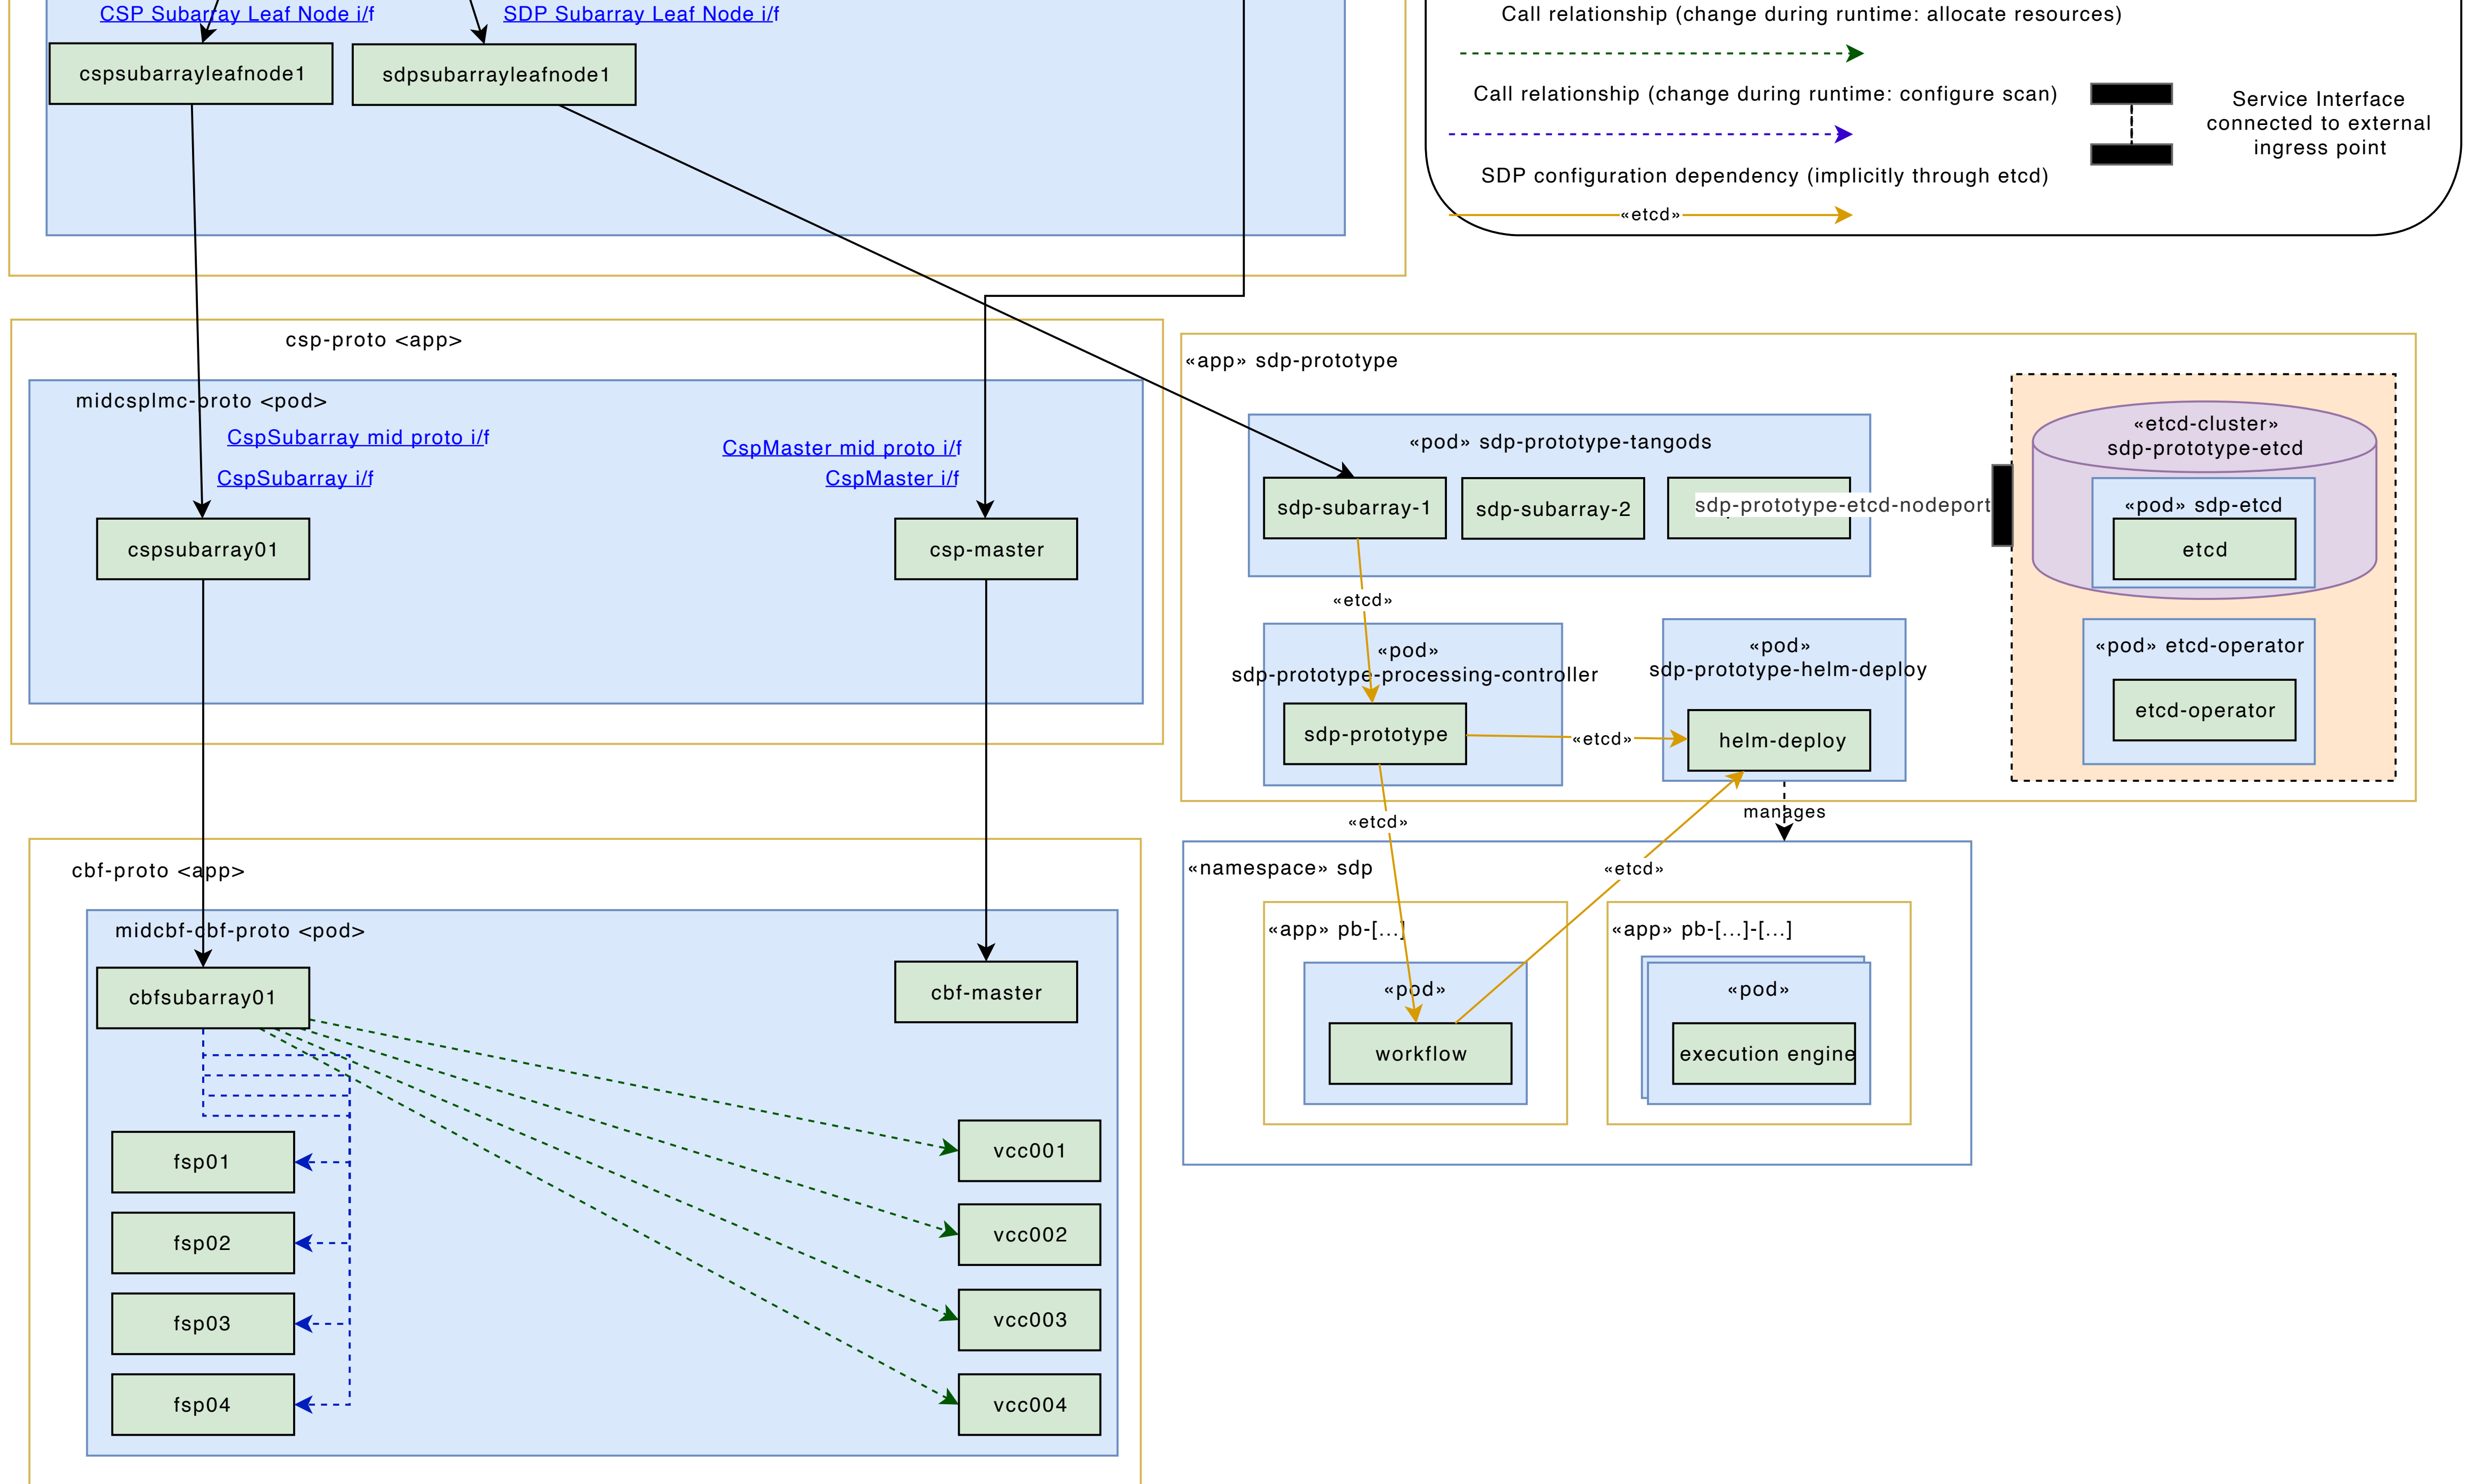 CSP Subarray Leaf Node i/f
SDP Subarray Leaf Node i/f
cspsubarrayleafnode1
sdpsubarrayleafnode1
Call relationship (change during runtime: allocate resources)
Call relationship (change during runtime: configure scan)
SDP configuration dependency (implicitly through etcd)
«etcd»
Service Interface
connected to external
ingress point
csp-proto <app>
midcsplmc-proto <pod>
CspSubarray mid proto i/f
CspSubarray i/f
CspMaster mid proto i/f
CspMaster i/f
cspsubarray01
csp-master
«app» sdp-prototype
«pod» sdp-prototype-tangods
sdp-subarray-1
sdp-subarray-2
sdp-prototype-etcd-nodeport
«etcd-cluster»
sdp-prototype-etcd
«pod» sdp-etcd
etcd
«pod» etcd-operator
etcd-operator
«etcd»
«pod»
sdp-prototype-processing-controller
sdp-prototype
«etcd»
«pod»
sdp-prototype-helm-deploy
helm-deploy
«etcd»
manages
«namespace» sdp
«etcd»
«app» pb-[...]
«pod»
workflow
«app» pb-[...]-[...]
«pod»
execution engine
cbf-proto <app>
midcbf-cbf-proto <pod>
cbfsubarray01
cbf-master
fsp01
fsp02
fsp03
fsp04
vcc001
vcc002
vcc003
vcc004